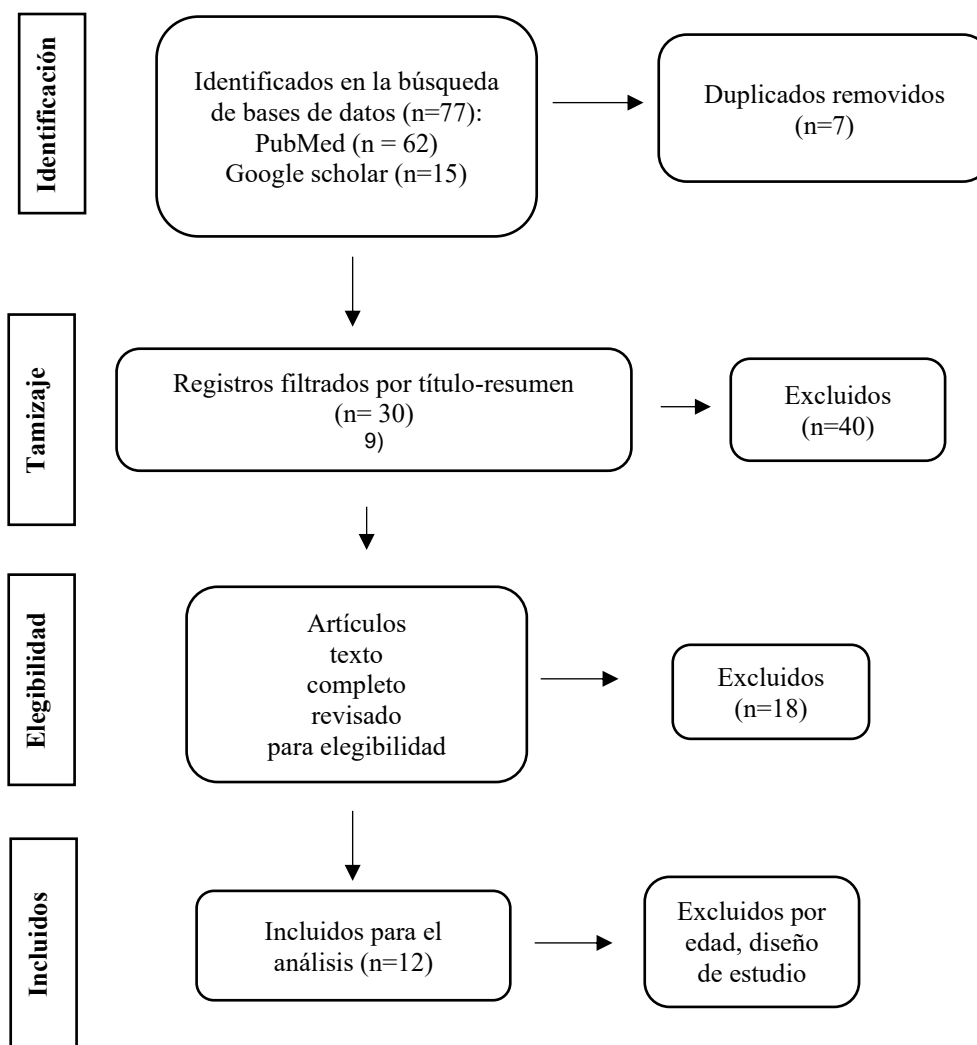 Identificación
Identificados en la búsqueda
de bases de datos (n=77):
PubMed (n = 62)
Google scholar (n=15)
Duplicados removidos
(n=7)
Tamizaje
Registros filtrados por título-resumen
(n= 30)
9)
Excluidos
(n=40)
Elegibilidad
Artículos
texto
completo
revisado
para elegibilidad
Excluidos
(n=18)
Incluidos
Incluidos para el
análisis (n=12)
Excluidos por
edad, diseño
de estudio